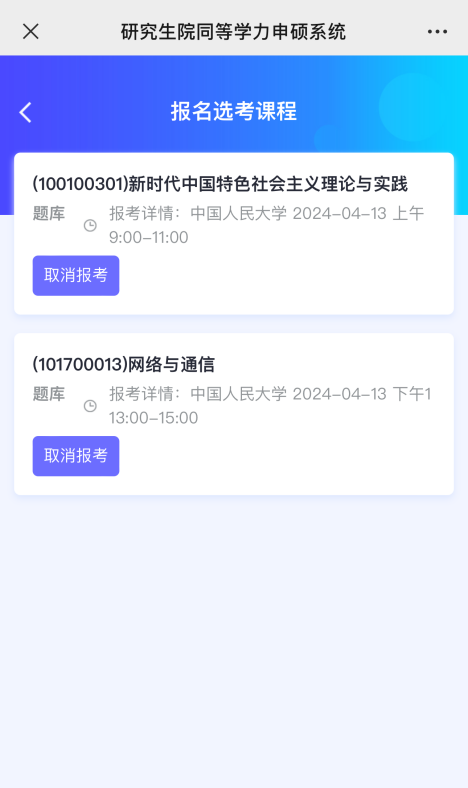 研究生院同等学力申硕系统
报名选考课程
(100100301)新时代中国特色社会主义理论与实践
题库 报考详情：中国人民大学 2024-04-13 上午
9:00-11:00
取消报考
(101700013)网络与通信
题库 报考详情：中国人民大学 2024-04-13 下午1
13:00-15:00
取消报考